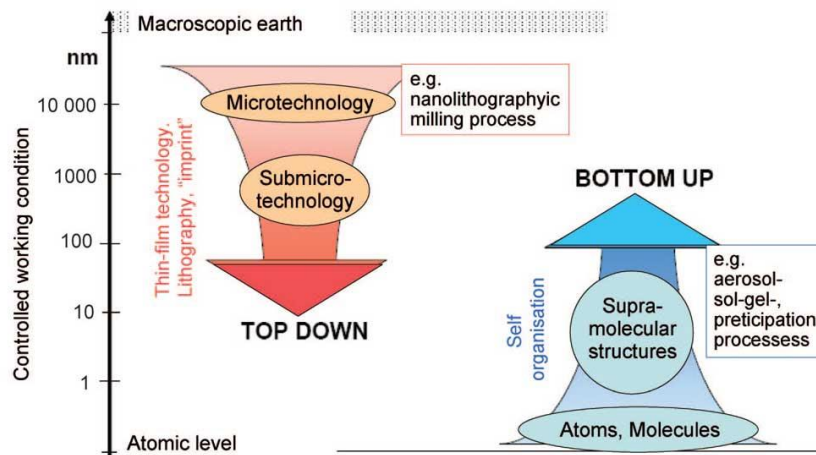 Macroscopic earth
nm
10 000
1000
100
10
1
Controlled working condition
Atomic level
Thin-film technology.
Lithography, “imprint”
Microtechnology
Submicro-
technology
TOP DOWN
e.g.
nanolithographyic
milling process
BOTTOM UP
Self
organisation
Supra-
molecular
structures
Atoms, Molecules
e.g.
aerosol-
sol-gel-,
preticipation
processess